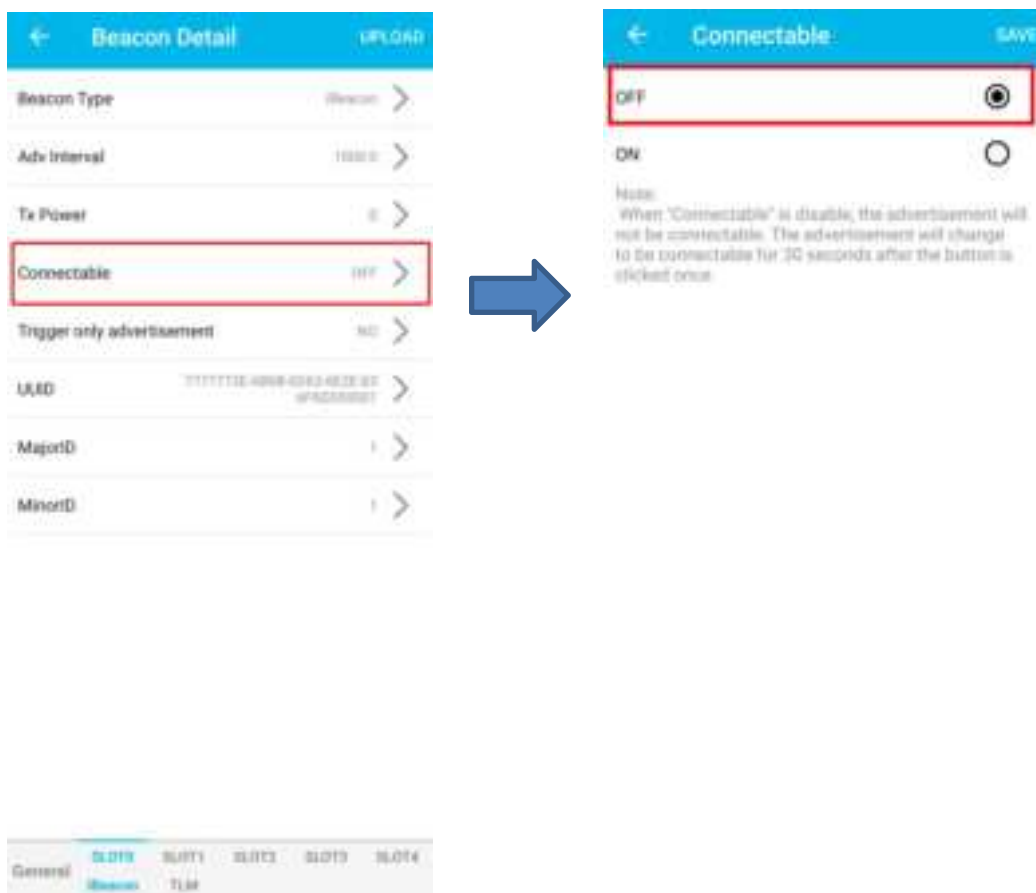 Beacon Detail
UPLOAD
Beacon Type
iBeacon
Adv Interval
Tx Power
0
Connectable
OFF
Trigger only advertisement
NO
UUID
MajorID
1
MinorID
1
General
SLOT0
SLOT1
SLOT2
SLOT3
SLOT4
iBeacon
TLM
Connectable
SAVE
OFF
ON
Note:
When "Connectable" is disable, the advertisement will
not be connectable. The advertisement will change
to be connectable for 30 seconds after the button is
clicked once.